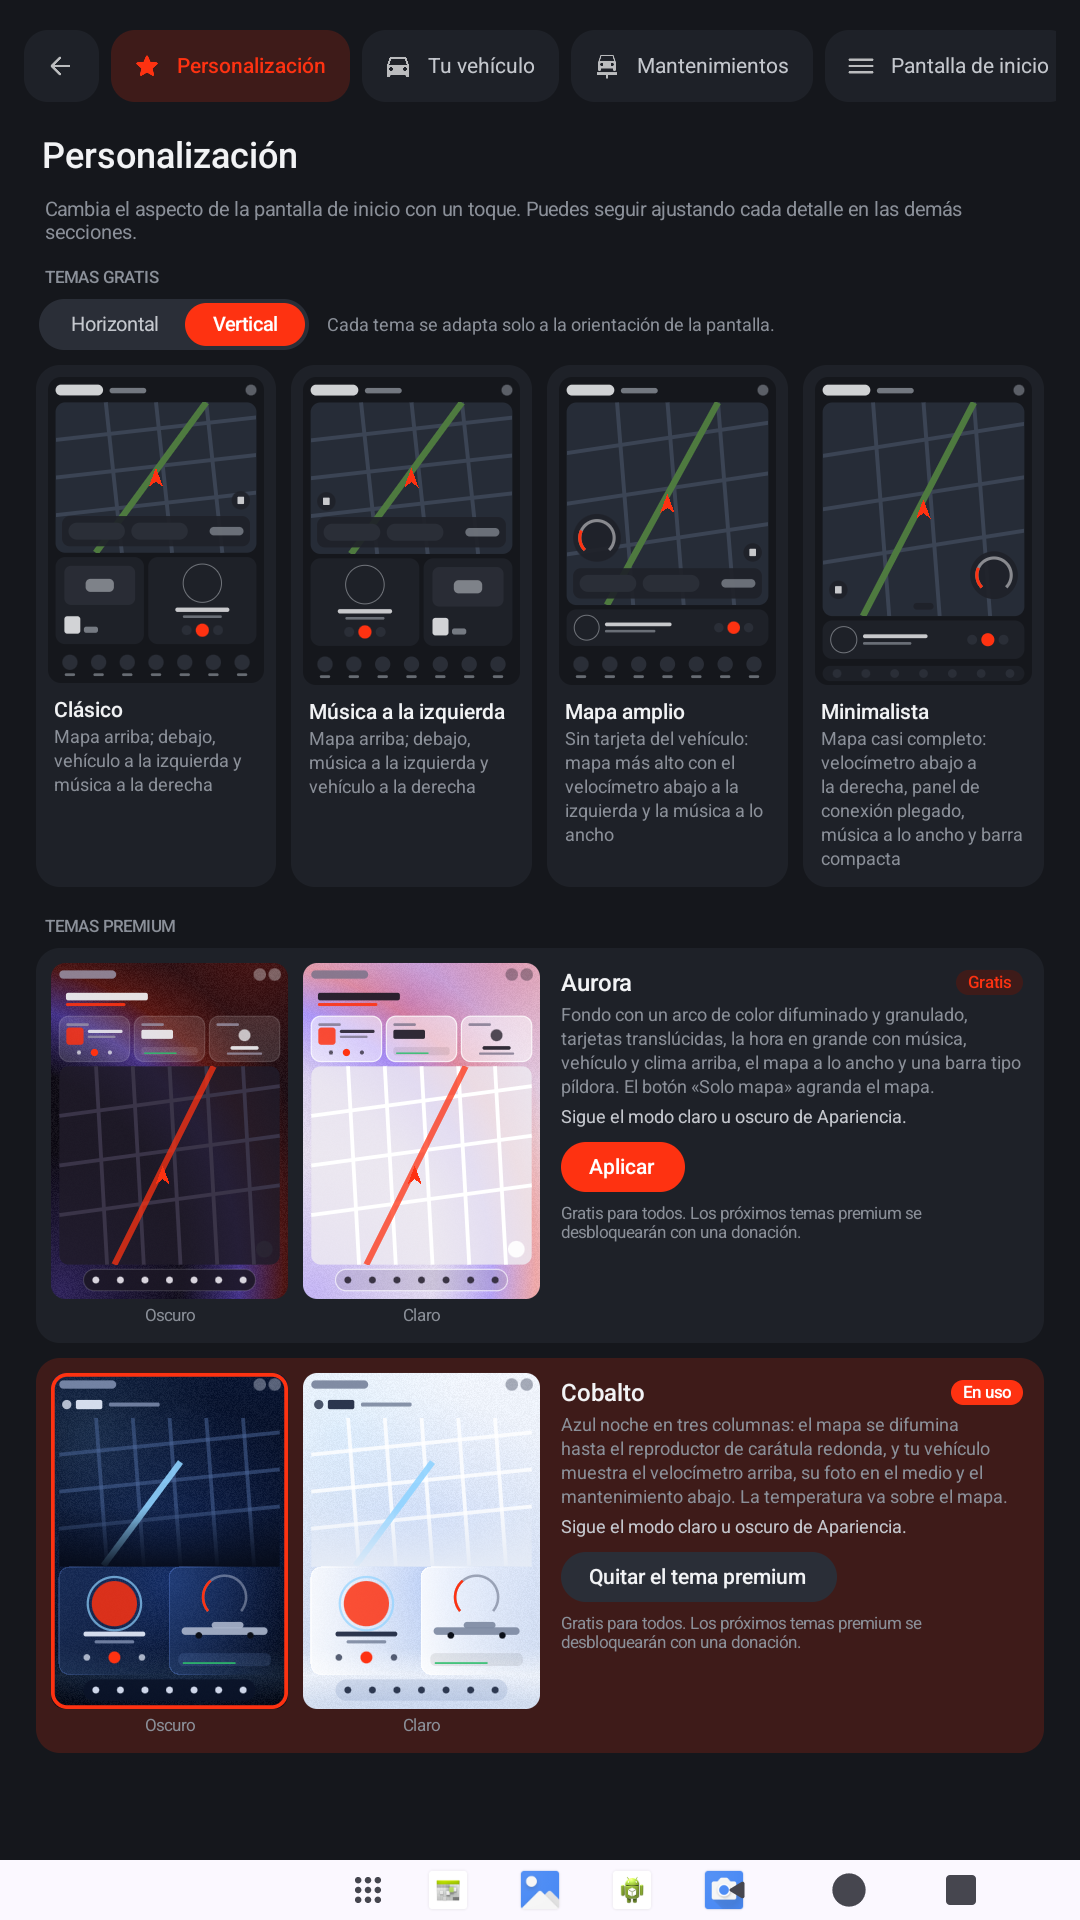 Personalización
Tu vehículo
Mantenimientos
Pantalla de inicio
Personalización
Cambia el aspecto de la pantalla de inicio con un toque. Puedes seguir ajustando cada detalle en las demás
secciones.
TEMAS GRATIS
Horizontal
Vertical
Cada tema se adapta solo a la orientación de la pantalla.
Clásico
Mapa arriba; debajo,
vehículo a la izquierda y
música a la derecha
Música a la izquierda
Mapa arriba; debajo,
música a la izquierda y
vehículo a la derecha
Mapa amplio
Sin tarjeta del vehículo:
mapa más alto con el
velocímetro abajo a la
izquierda y la música a lo
ancho
Minimalista
Mapa casi completo:
velocímetro abajo a
la derecha, panel de
conexión plegado,
música a lo ancho y barra
compacta
TEMAS PREMIUM
Oscuro
Claro
Aurora
Gratis
Fondo con un arco de color difuminado y granulado,
tarjetas translúcidas, la hora en grande con música,
vehículo y clima arriba, el mapa a lo ancho y una barra tipo
píldora. El botón «Solo mapa» agranda el mapa.
Sigue el modo claro u oscuro de Apariencia.
Aplicar
Gratis para todos. Los próximos temas premium se
desbloquearán con una donación.
Oscuro
Claro
Cobalto
En uso
Azul noche en tres columnas: el mapa se difumina
hasta el reproductor de carátula redonda, y tu vehículo
muestra el velocímetro arriba, su foto en el medio y el
mantenimiento abajo. La temperatura va sobre el mapa.
Sigue el modo claro u oscuro de Apariencia.
Quitar el tema premium
Gratis para todos. Los próximos temas premium se
desbloquearán con una donación.